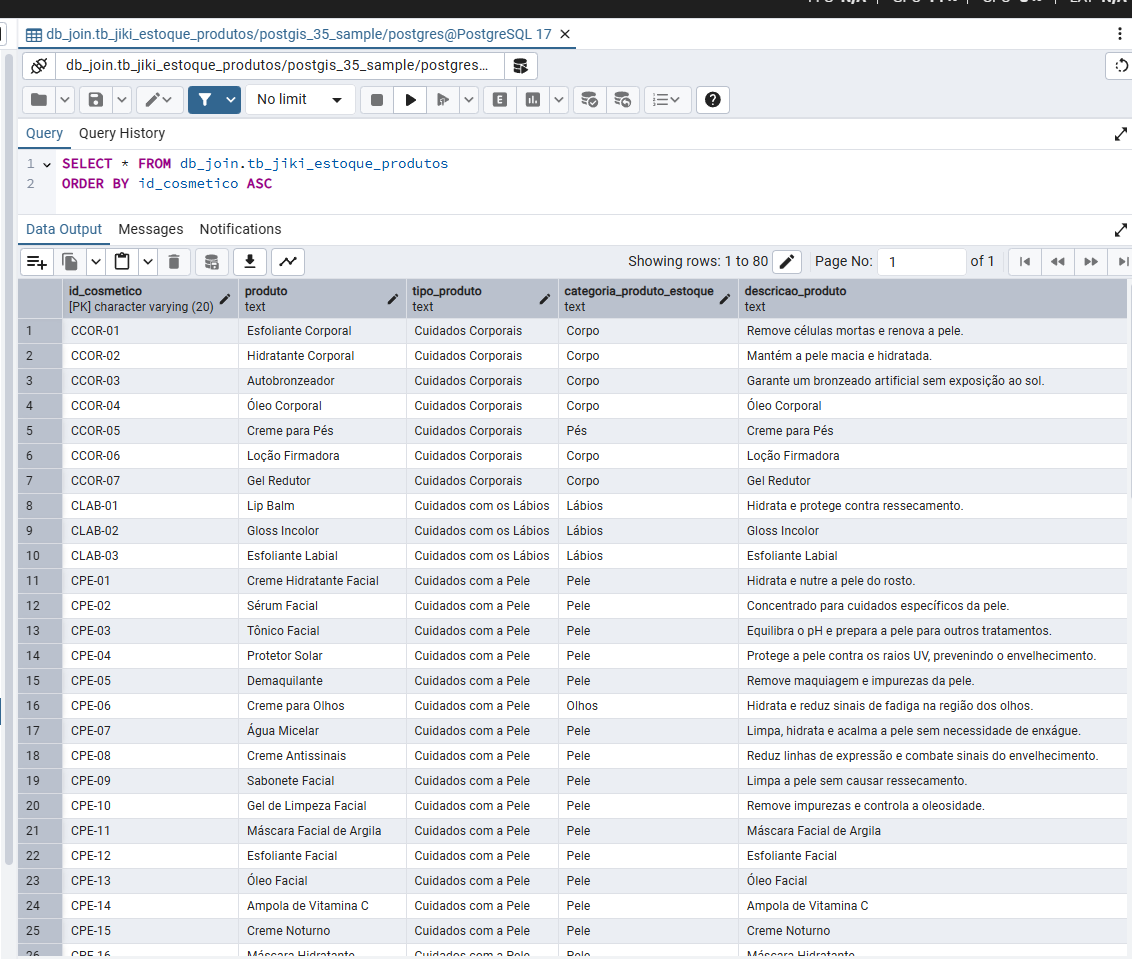 db_join.tb_jiki_estoque_produtos/postgis_35_sample/postgres@PostgreSQL 17
db_join.tb_jiki_estoque_produtos/postgis_35_sample/postgres...
No limit
Query Query History
1 SELECT * FROM db_join.tb_jiki_estoque_produtos
2 ORDER BY id_cosmetico ASC
Data Output Messages Notifications
Showing rows: 1 to 80 Page No: 1 of 1
id_cosmetico produto tipo_produto categoria_produto_estoque descricao_produto
[PK] character varying (20) text text text text
1 CCOR-01 Esfoliante Corporal Cuidados Corporais Corpo Remove células mortas e renova a pele.
2 CCOR-02 Hidratante Corporal Cuidados Corporais Corpo Mantém a pele macia e hidratada.
3 CCOR-03 Autobronzeador Cuidados Corporais Corpo Garante um bronzeado artificial sem exposição ao sol.
4 CCOR-04 Óleo Corporal Cuidados Corporais Corpo Óleo Corporal
5 CCOR-05 Creme para Pés Cuidados Corporais Pés Creme para Pés
6 CCOR-06 Loção Firmadora Cuidados Corporais Corpo Loção Firmadora
7 CCOR-07 Gel Redutor Cuidados Corporais Corpo Gel Redutor
8 CLAB-01 Lip Balm Cuidados com os Lábios Lábios Hidrata e protege contra ressecamento.
9 CLAB-02 Gloss Incolor Cuidados com os Lábios Lábios Gloss Incolor
10 CLAB-03 Esfoliante Labial Cuidados com os Lábios Lábios Esfoliante Labial
11 CPE-01 Creme Hidratante Facial Cuidados com a Pele Pele Hidrata e nutre a pele do rosto.
12 CPE-02 Sérum Facial Cuidados com a Pele Pele Concentrado para cuidados específicos da pele.
13 CPE-03 Tônico Facial Cuidados com a Pele Pele Equilibra o pH e prepara a pele para outros tratamentos.
14 CPE-04 Protetor Solar Cuidados com a Pele Pele Protege a pele contra os raios UV, prevenindo o envelhecimento.
15 CPE-05 Demaquilante Cuidados com a Pele Pele Remove maquiagem e impurezas da pele.
16 CPE-06 Creme para Olhos Cuidados com a Pele Olhos Hidrata e reduz sinais de fadiga na região dos olhos.
17 CPE-07 Água Micelar Cuidados com a Pele Pele Limpa, hidrata e acalma a pele sem necessidade de enxágue.
18 CPE-08 Creme Antissinais Cuidados com a Pele Pele Reduz linhas de expressão e combate sinais do envelhecimento.
19 CPE-09 Sabonete Facial Cuidados com a Pele Pele Limpa a pele sem causar ressecamento.
20 CPE-10 Gel de Limpeza Facial Cuidados com a Pele Pele Remove impurezas e controla a oleosidade.
21 CPE-11 Máscara Facial de Argila Cuidados com a Pele Pele Máscara Facial de Argila
22 CPE-12 Esfoliante Facial Cuidados com a Pele Pele Esfoliante Facial
23 CPE-13 Óleo Facial Cuidados com a Pele Pele Óleo Facial
24 CPE-14 Ampola de Vitamina C Cuidados com a Pele Pele Ampola de Vitamina C
25 CPE-15 Creme Noturno Cuidados com a Pele Pele Creme Noturno
26 CPE-16 Máscara Hidratante Cuidados com a Pele Pele Máscara Hidratante